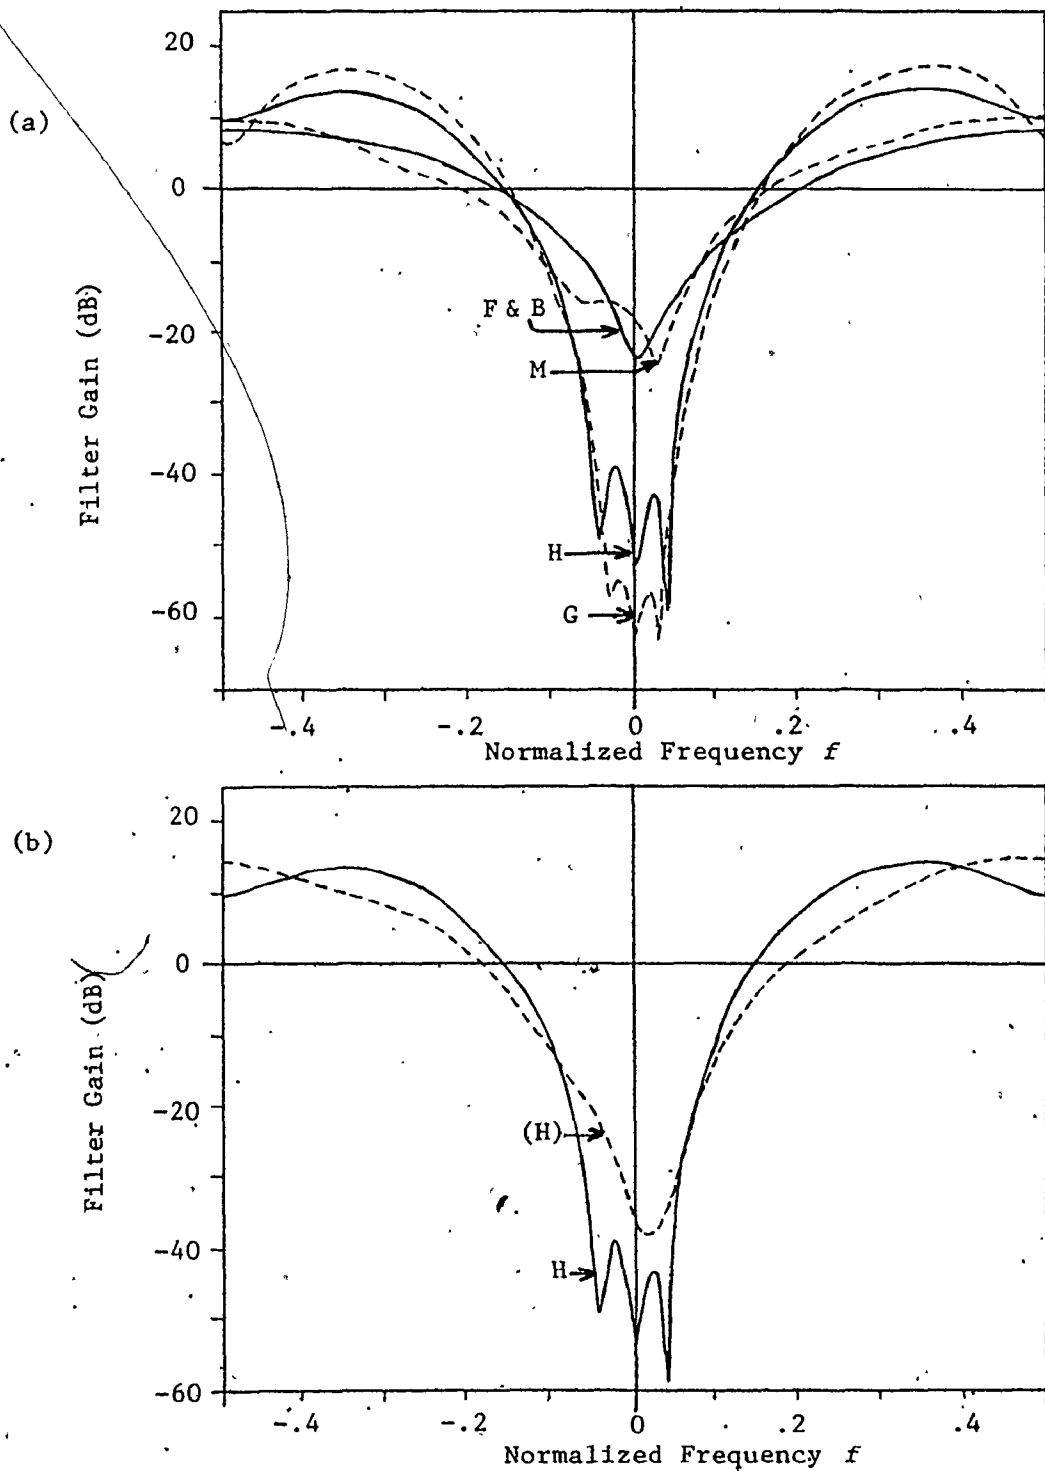 (a)
20
0
-20
-40
-60
Filter Gain (dB)
F & B
M
H
G
-.4
-.2
0
.2
.4
Normalized Frequency f
(b)
20
0
-20
-40
-60
Filter Gain (dB)
(H)
H
-.4
-.2
0
.2
.4
Normalized Frequency f